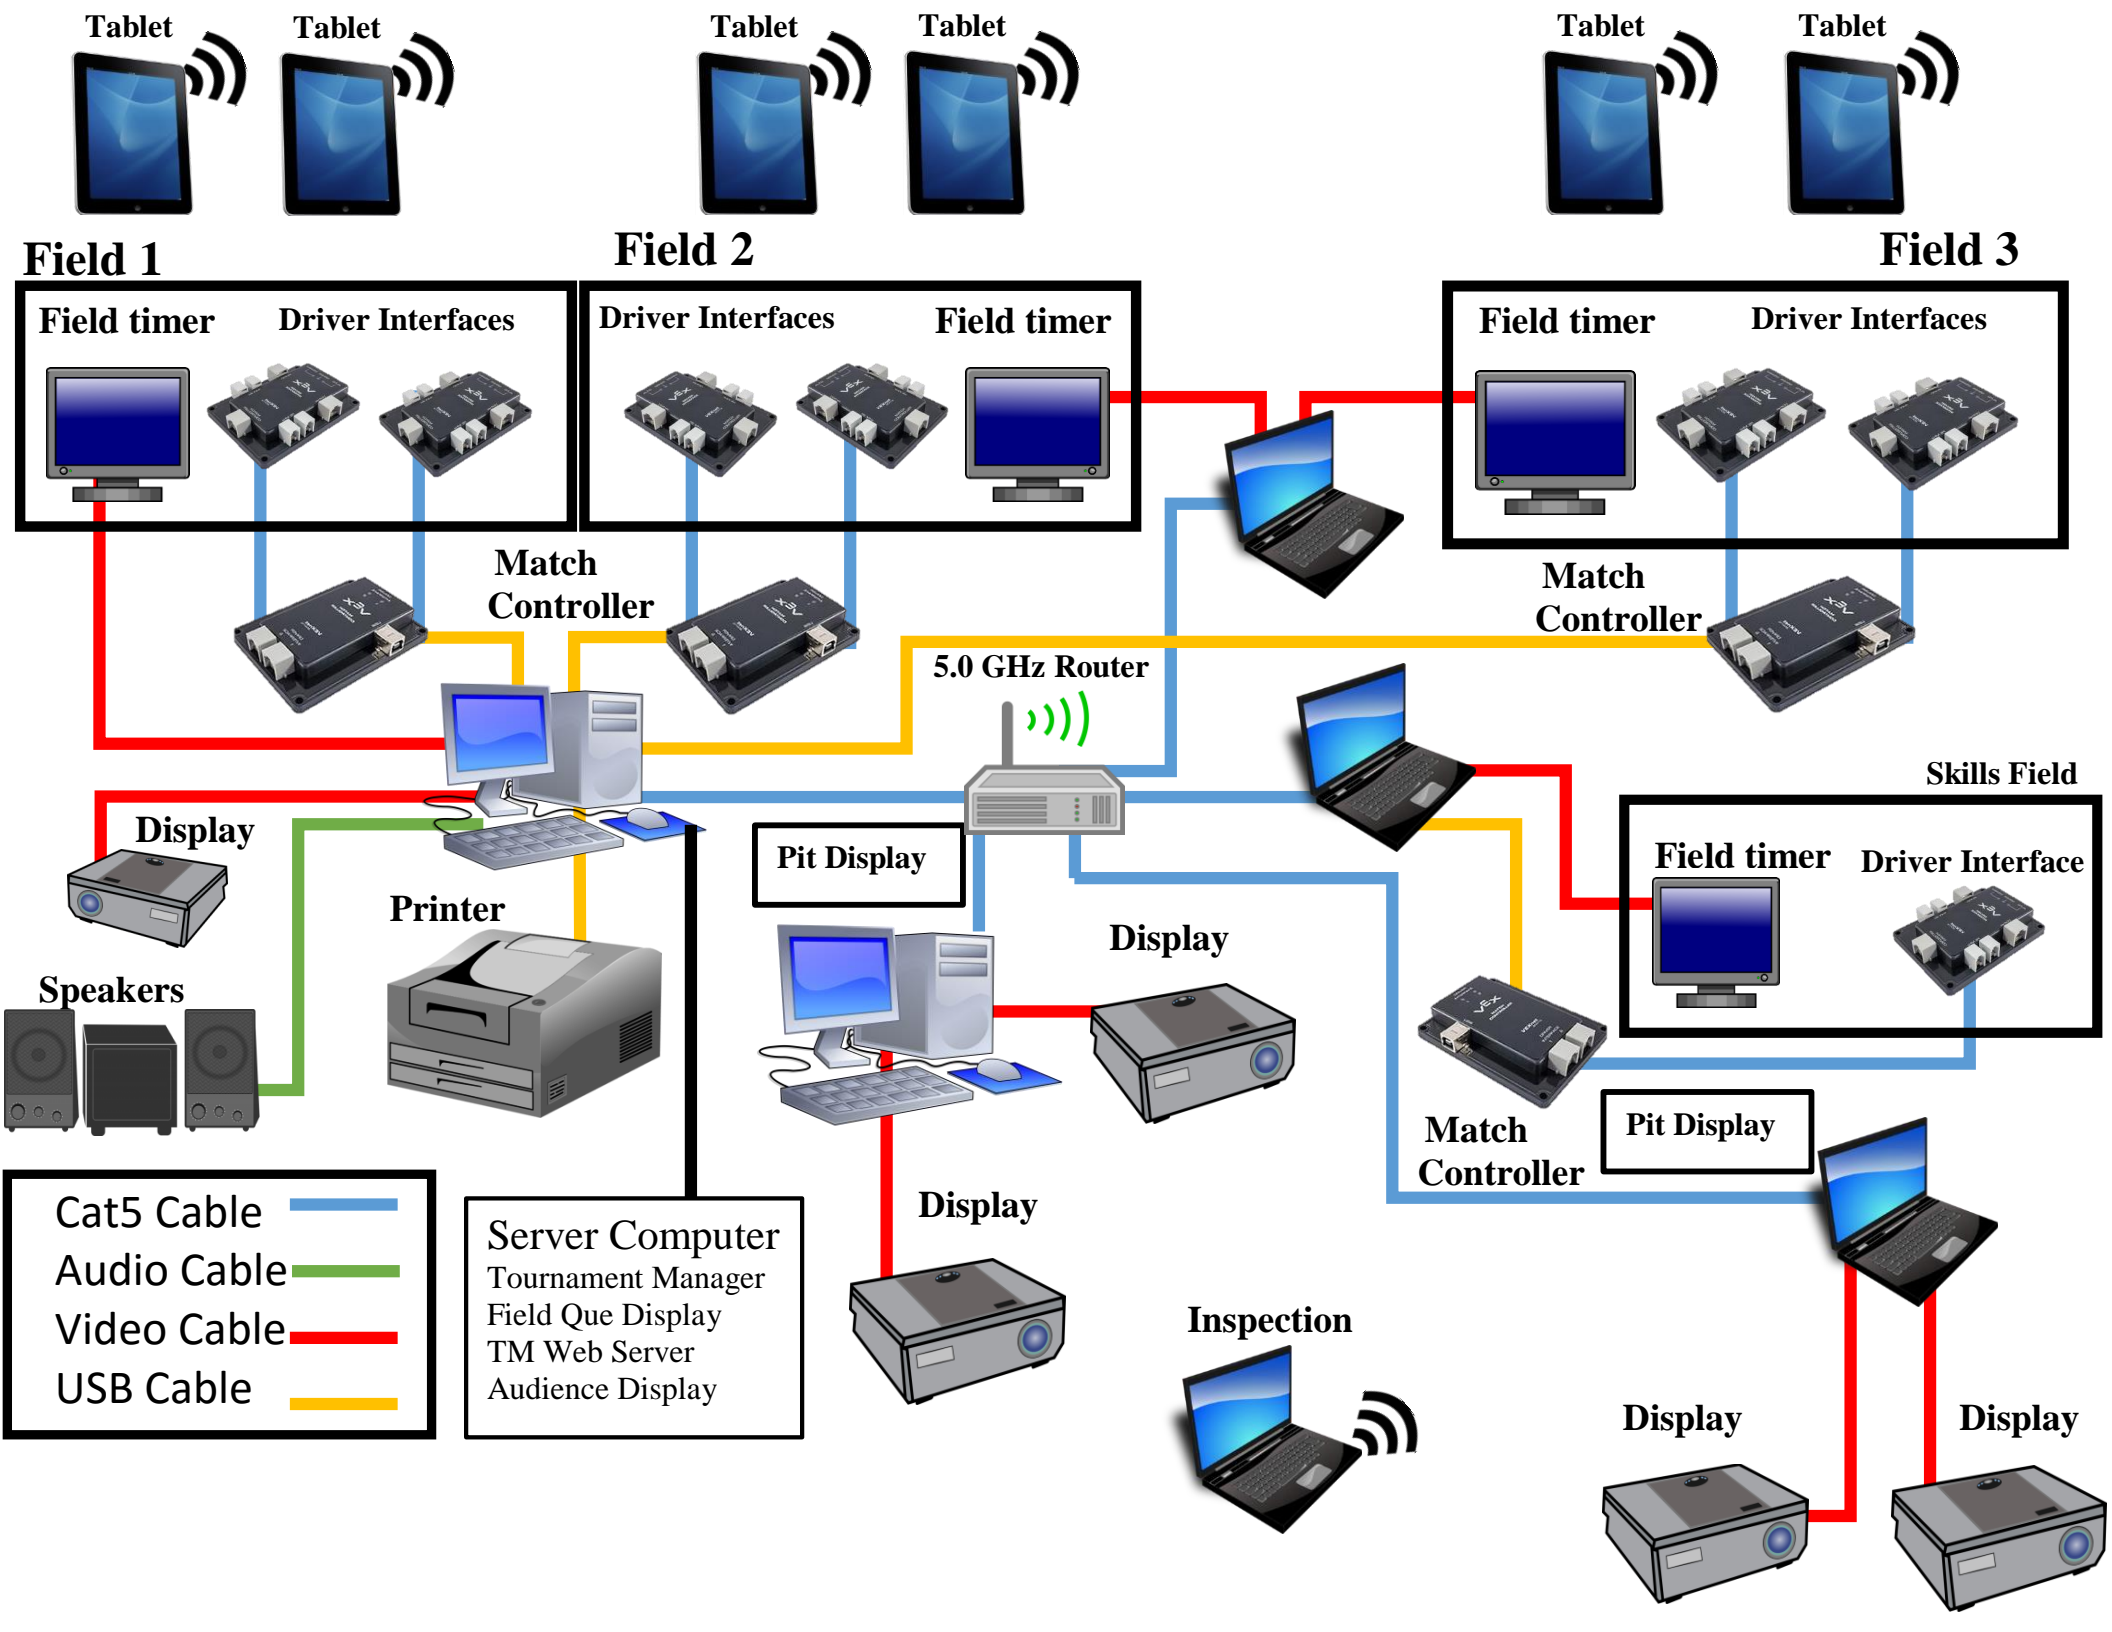 Tablet
Tablet
Tablet
Tablet
Tablet
Tablet
Field 1
Field 2
Field 3
Field timer
Driver Interfaces
Driver Interfaces
Field timer
Field timer
Driver Interfaces
Match
Controller
Match
Controller
5.0 GHz Router
Skills Field
Display
Pit Display
Field timer
Driver Interface
Printer
Display
Speakers
Match
Controller
Pit Display
Cat5 Cable
Audio Cable
Video Cable
USB Cable
Server Computer
Tournament Manager
Field Que Display
TM Web Server
Audience Display
Display
Inspection
Display
Display